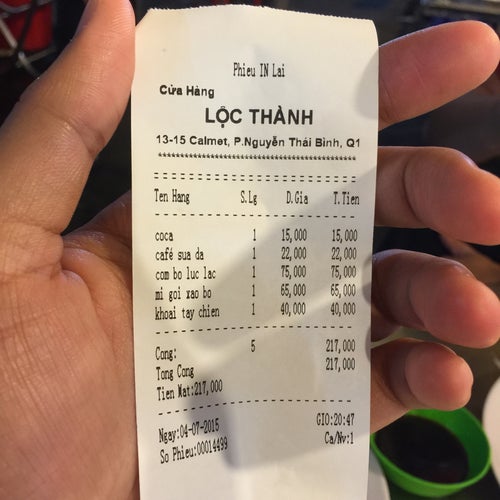 Phieu IN Lai
Cửa Hàng
LỘC THÀNH
13-15 Calmet, P.Nguyễn Thái Bình, Q1
Ten Hang S.Lg D.Gia T.Tien
coca 1 15,000 15,000
café sua da 1 22,000 22,000
com bo luc lac 1 75,000 75,000
mi goi xao bo 1 65,000 65,000
khoai tay chien 1 40,000 40,000
Cong: 5 217,000
Tong Cong 217,000
Tien Mat:217,000
Ngay:04-07-2015 GIO:20:47
So Phieu:00014499 Ca/Nv:1